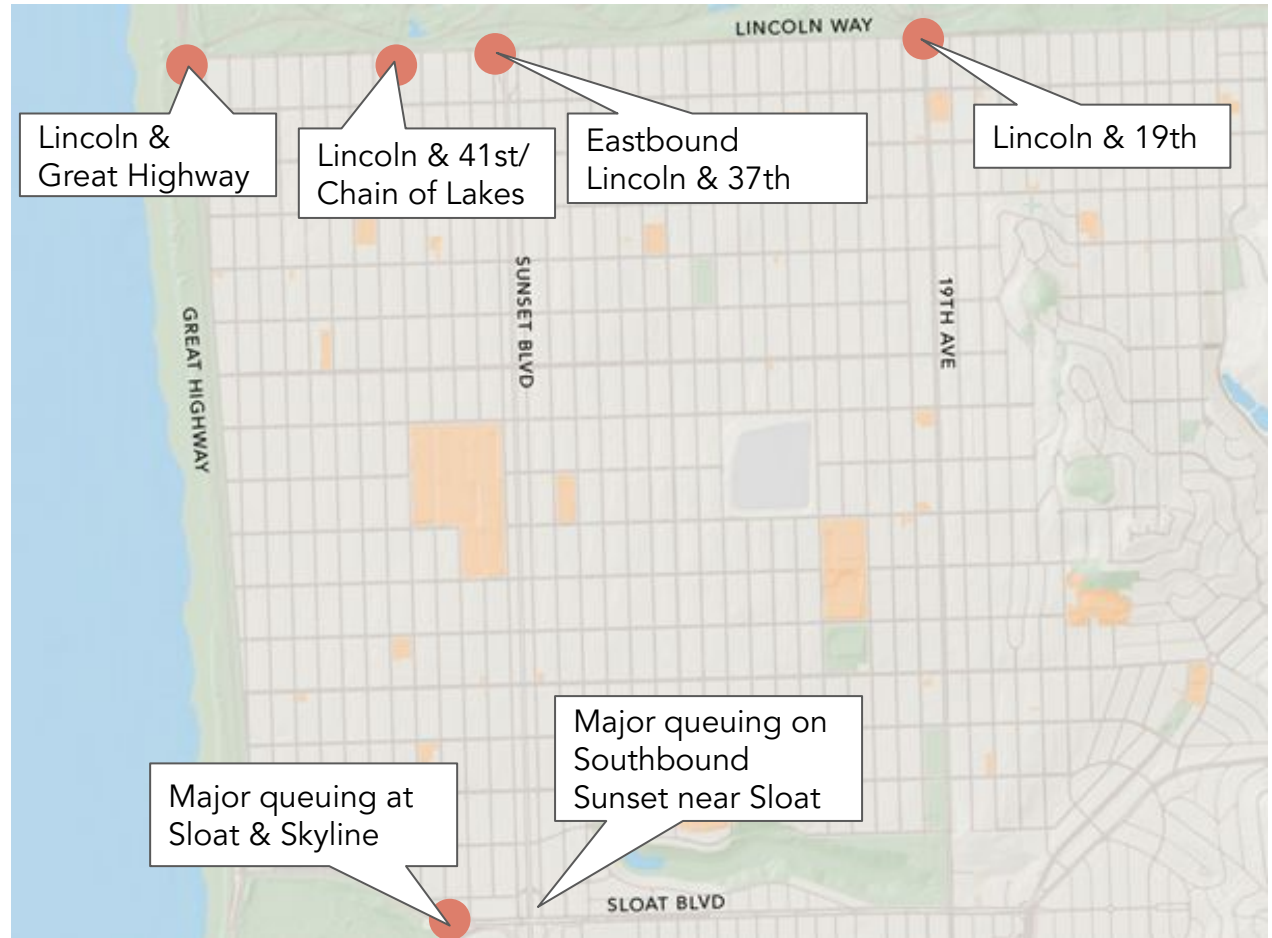 LINCOLN WAY
Lincoln &
Great Highway
Lincoln & 41st/
Chain of Lakes
Eastbound
Lincoln & 37th
Lincoln & 19th
SUNSET BLVD
19TH AVE
GREAT HIGHWAY
Major queuing on
Southbound
Sunset near Sloat
Major queuing at
Sloat & Skyline
SLOAT BLVD